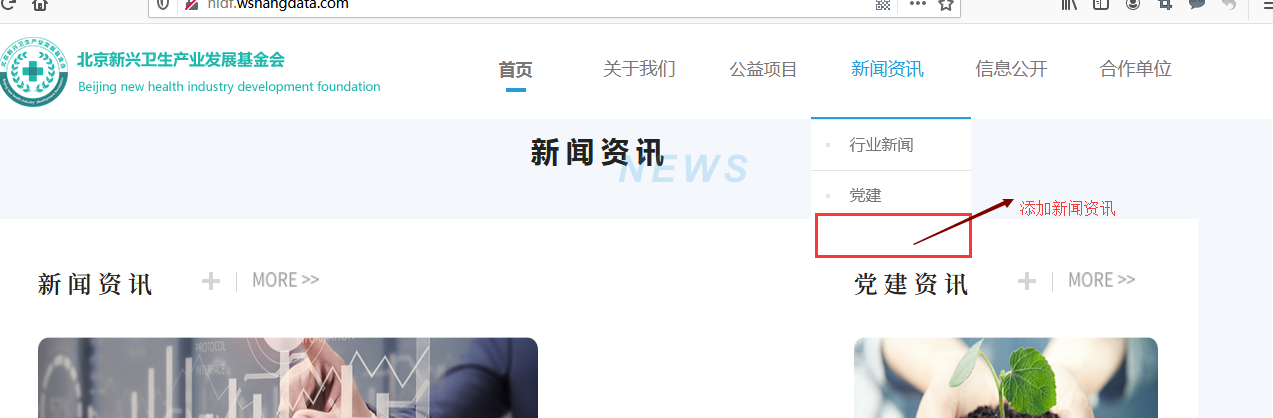 hldf.wshangdata.com
北京新兴卫生产业发展基金会
Beijing new health industry development foundation
首页 关于我们 公益项目 新闻资讯 信息公开 合作单位
新闻资讯
NEWS
行业新闻
党建
添加新闻资讯
新闻资讯 MORE >>
党建资讯 MORE >>
PROTOCOL
INTERFACE